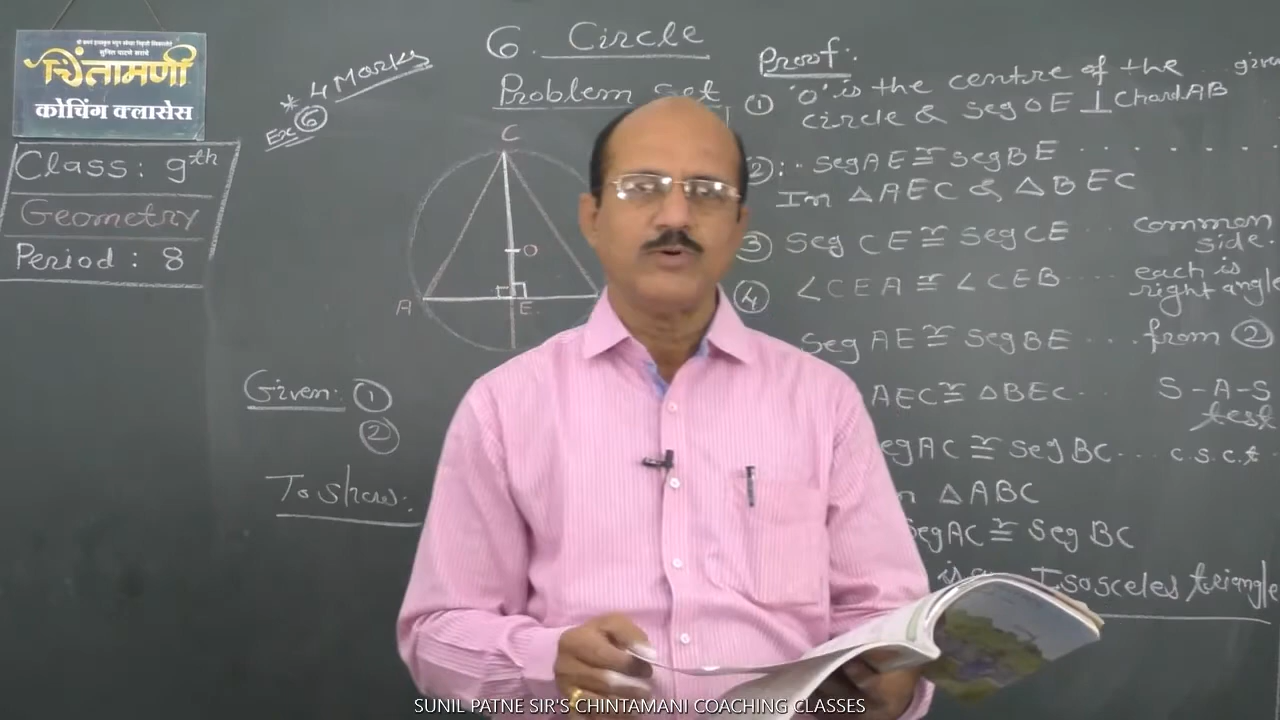 चिंतामणी
कोचिंग क्लासेस
Class: 9th
Geometry
Period: 8
* 4 Marks
Ex 6
6. Circle
Problem Set
C
O
A
E
Given: 1
2
To show:
Proof:
1 'O' is the centre of the ... given
circle & seg OE ⊥ Chord AB
2 ∴ seg AE ≅ seg BE . . . . . . .
In △AEC & △BEC
3 Seg CE ≅ seg CE ... common
side.
4 ∠CEA ≅ ∠CEB .... each is
right angle
Seg AE ≅ Seg BE ... from 2
AEC ≅ △BEC ... S-A-S
test
eg AC ≅ seg BC ... c.s.c.t.
n △ABC
eg AC ≅ seg BC
is an Isosceles triangle
SUNIL PATNE SIR'S CHINTAMANI COACHING CLASSES